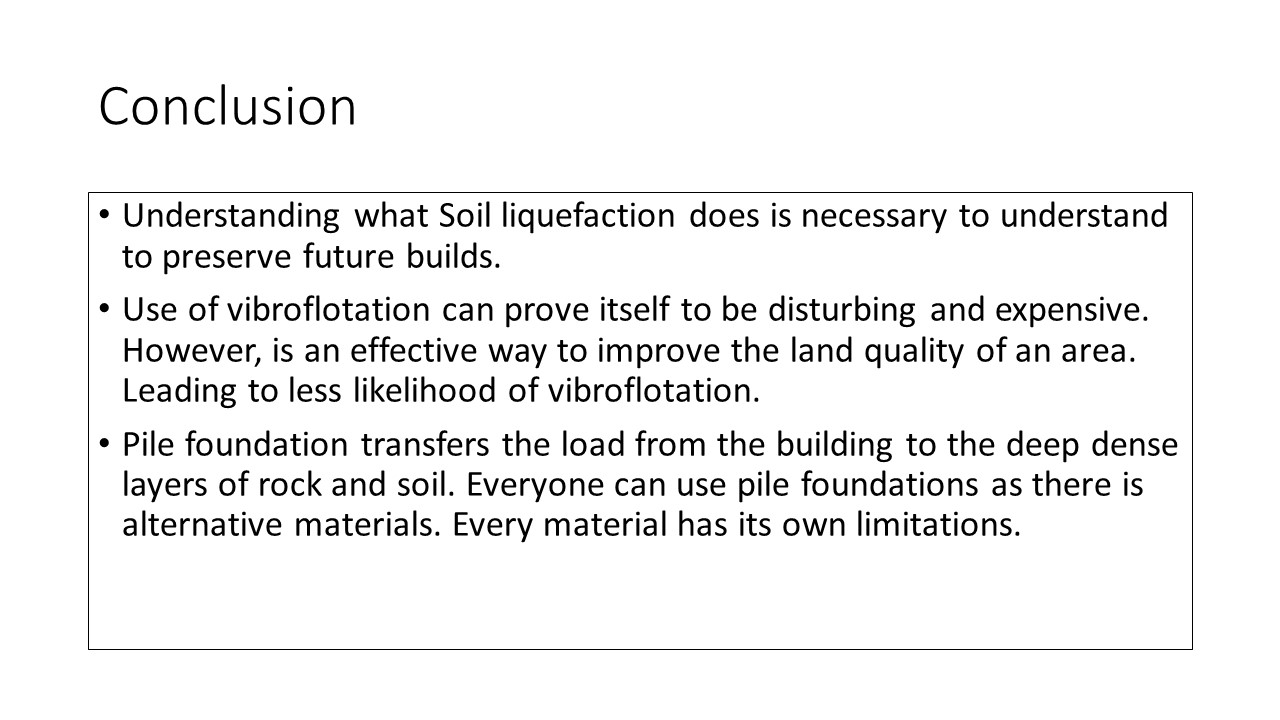 Conclusion
• Understanding what Soil liquefaction does is necessary to understand
to preserve future builds.
• Use of vibroflotation can prove itself to be disturbing and expensive.
However, is an effective way to improve the land quality of an area.
Leading to less likelihood of vibroflotation.
• Pile foundation transfers the load from the building to the deep dense
layers of rock and soil. Everyone can use pile foundations as there is
alternative materials. Every material has its own limitations.